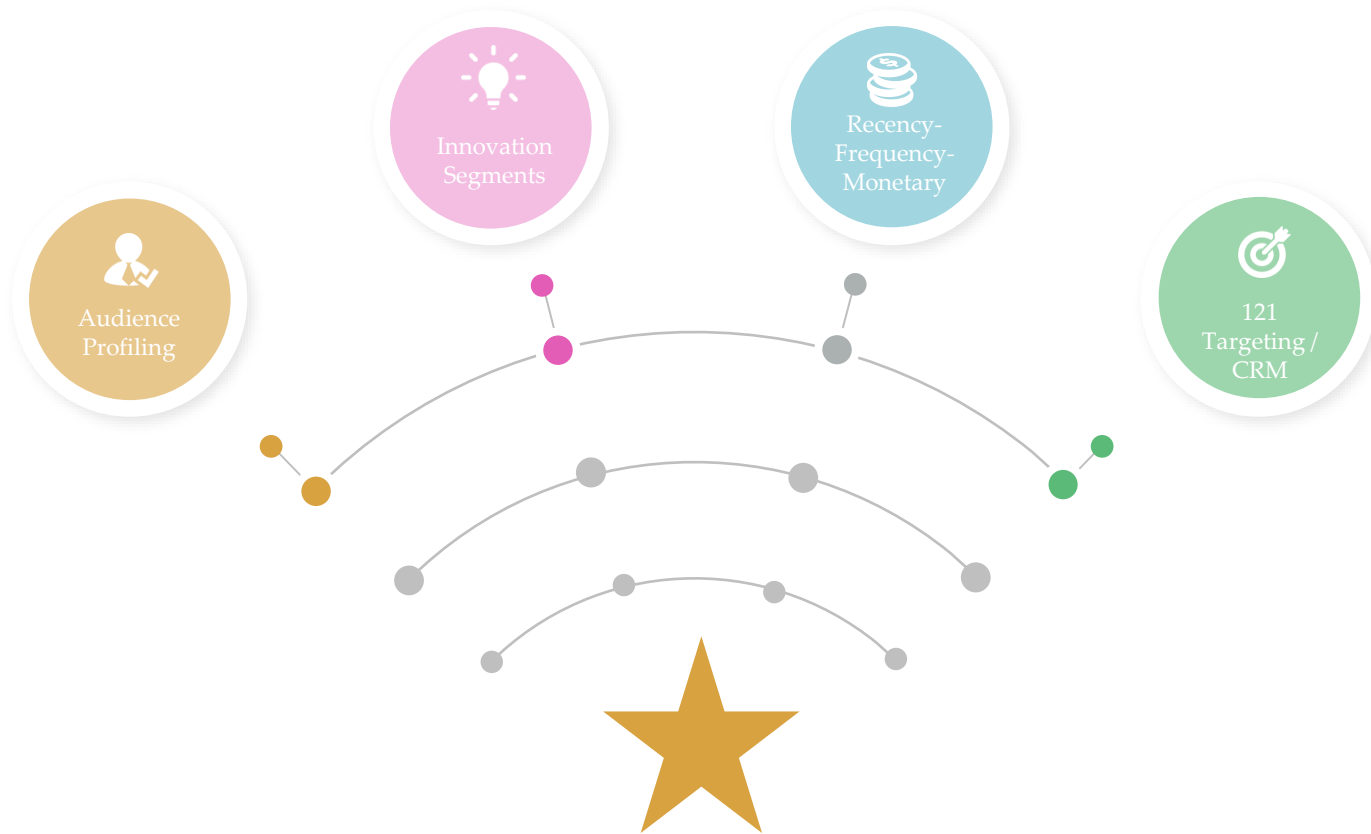 Audience
Profiling
Innovation
Segments
Recency-
Frequency-
Monetary
121
Targeting /
CRM